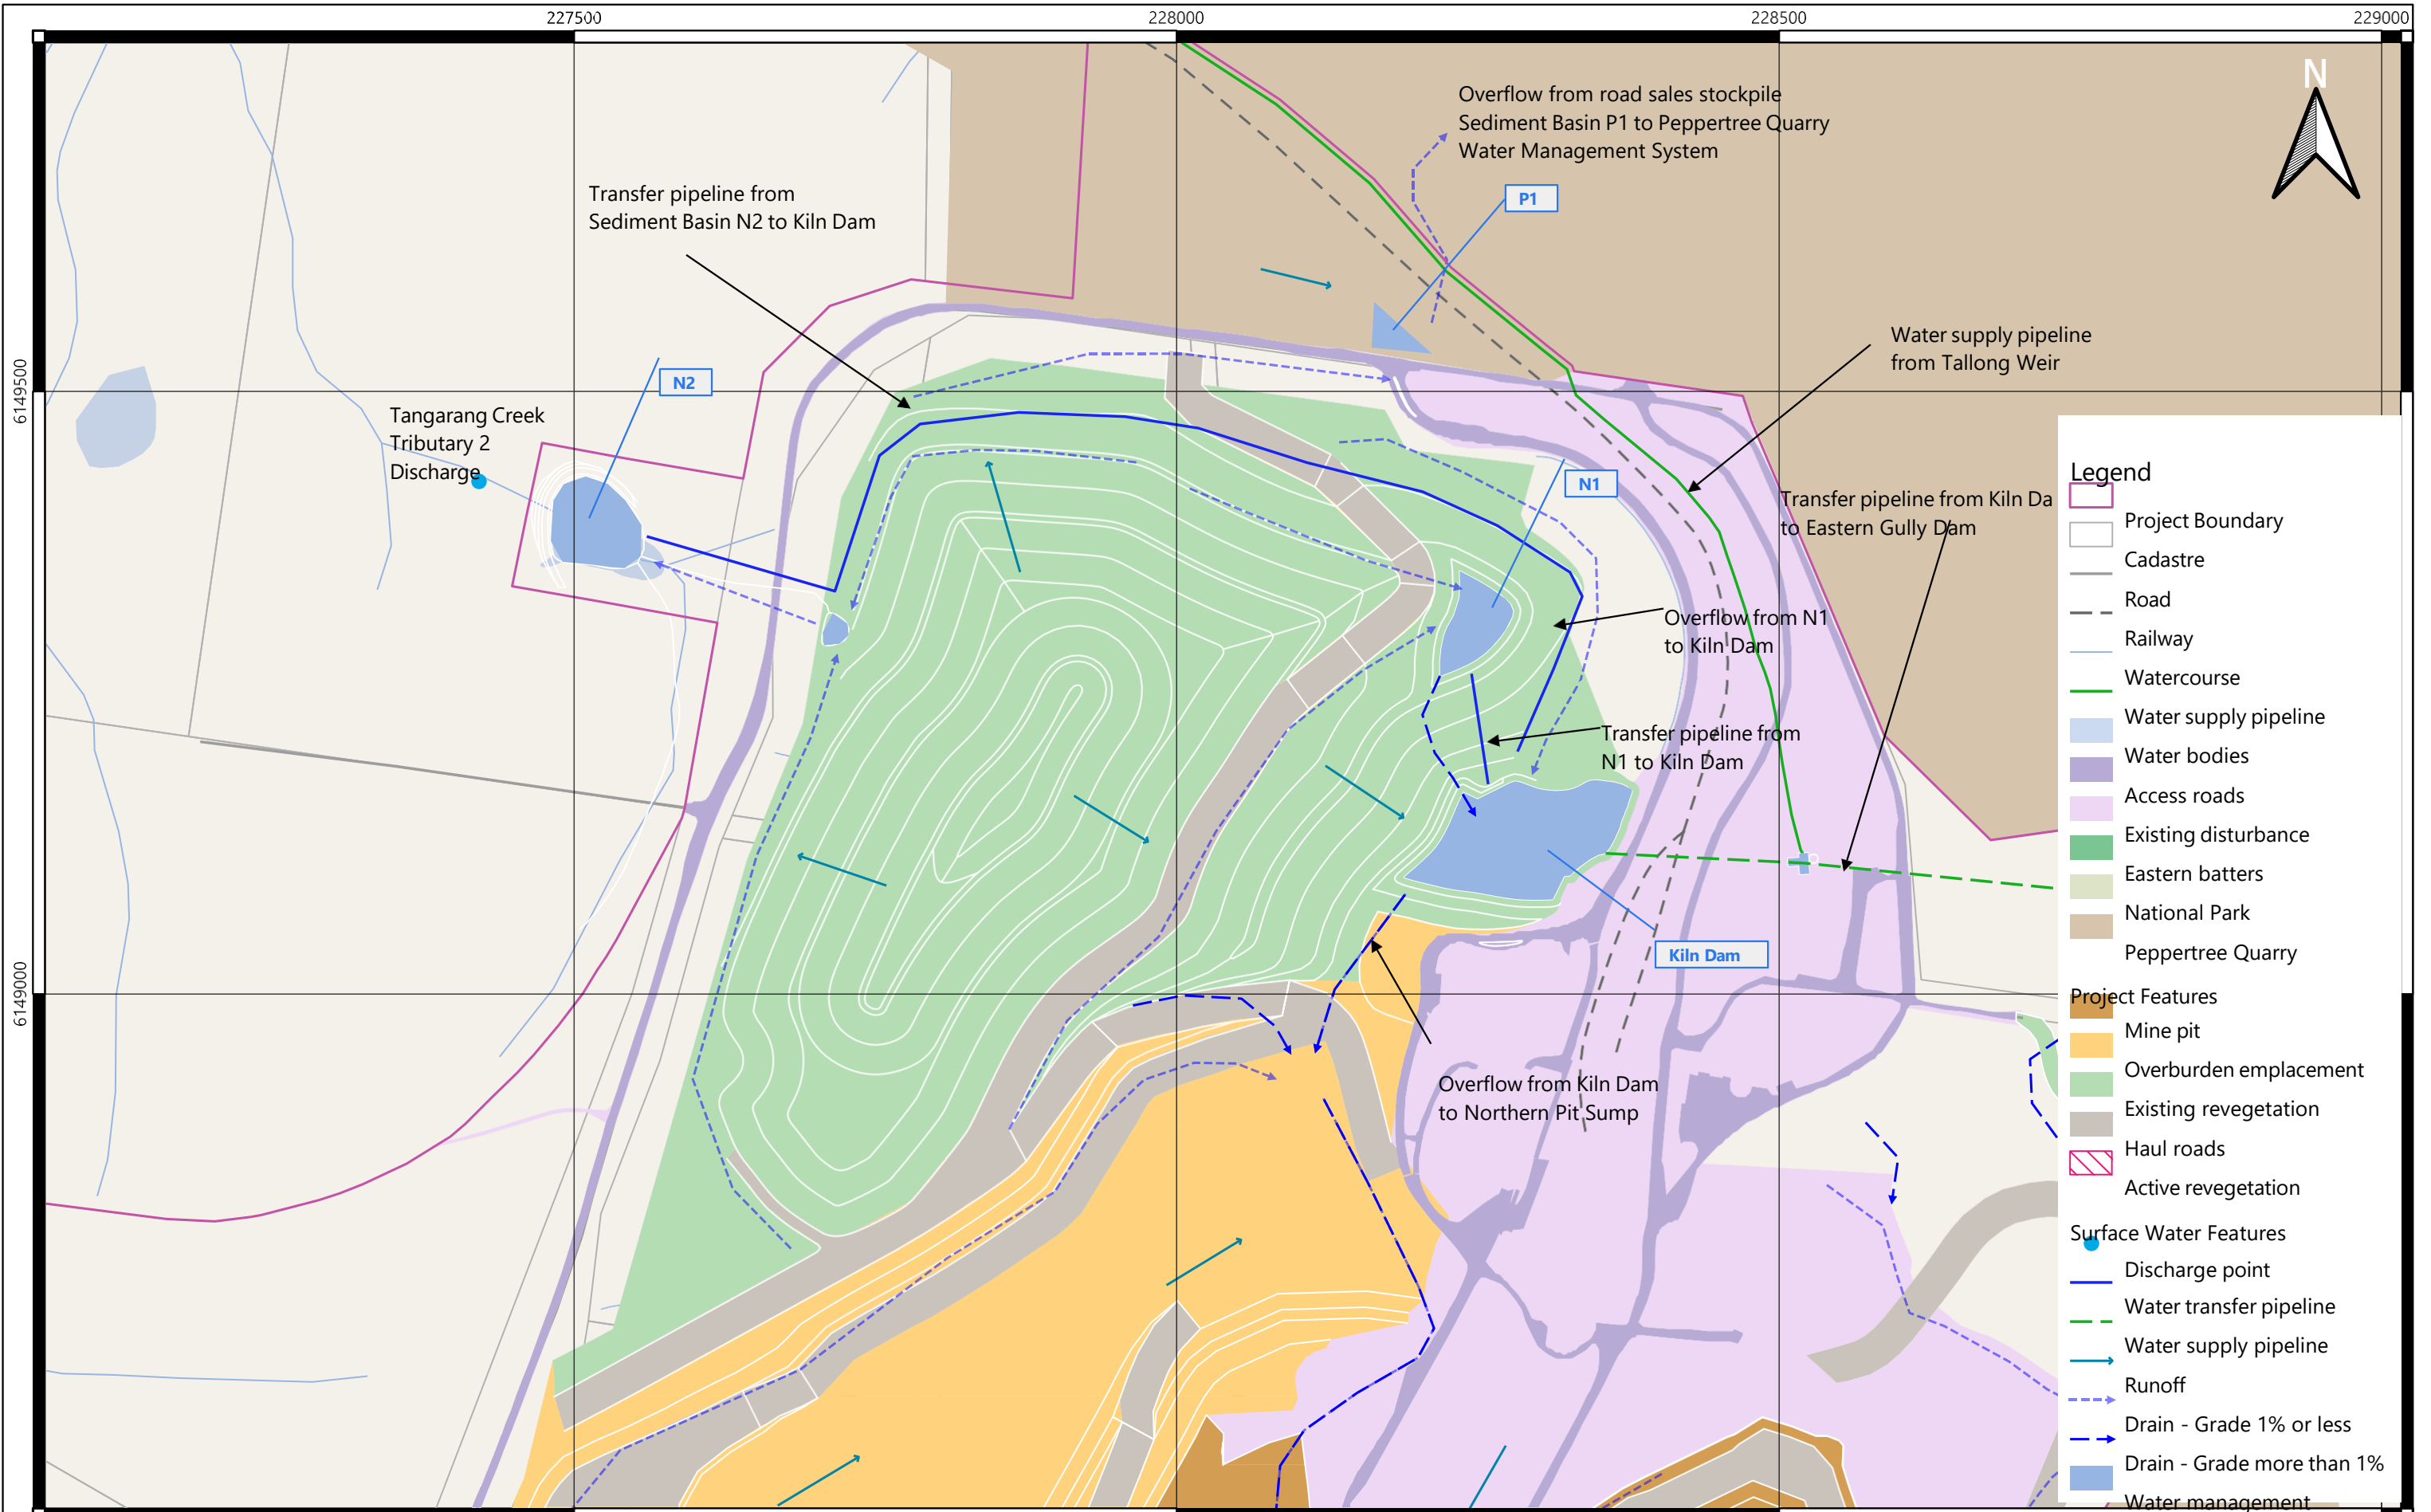 227500
228000
228500
229000
N
Overflow from road sales stockpile
Sediment Basin P1 to Peppertree Quarry
Water Management System
Transfer pipeline from
Sediment Basin N2 to Kiln Dam
P1
Water supply pipeline
from Tallong Weir
6149500
N2
Tangarang Creek
Tributary 2
Discharge
N1
Transfer pipeline from Kiln Da
to Eastern Gully Dam
Overflow from N1
to Kiln Dam
Transfer pipeline from
N1 to Kiln Dam
Kiln Dam
6149000
Overflow from Kiln Dam
to Northern Pit Sump
Legend
Project Boundary
Cadastre
Road
Railway
Watercourse
Water supply pipeline
Water bodies
Access roads
Existing disturbance
Eastern batters
National Park
Peppertree Quarry
Project Features
Mine pit
Overburden emplacement
Existing revegetation
Haul roads
Active revegetation
Surface Water Features
Discharge point
Water transfer pipeline
Water supply pipeline
Runoff
Drain - Grade 1% or less
Drain - Grade more than 1%
Water management